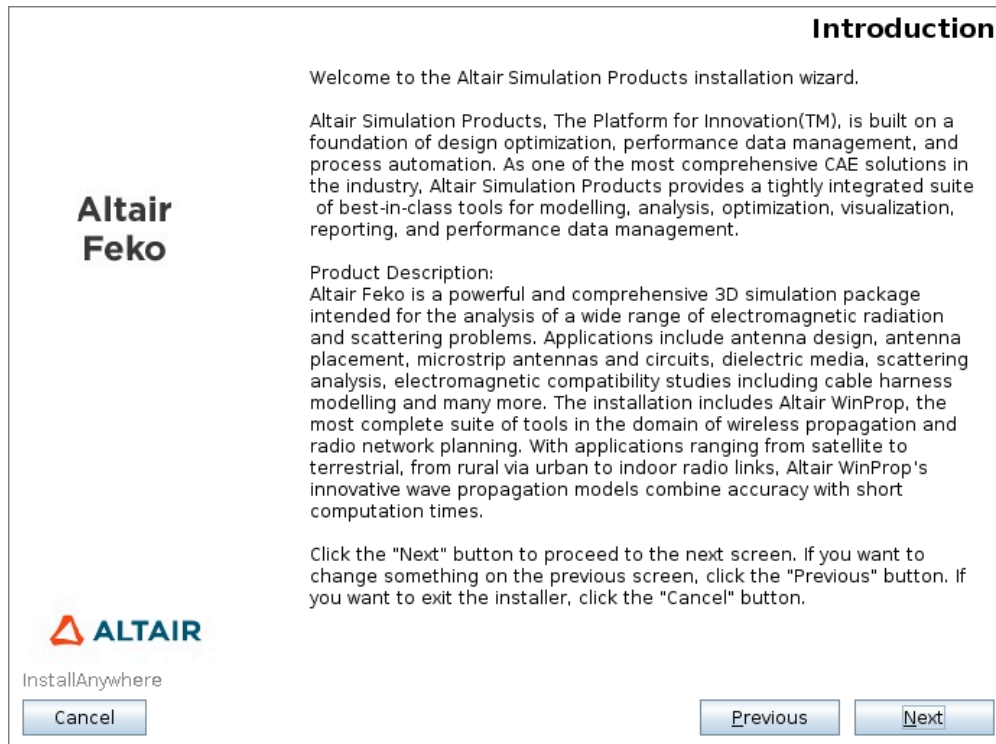 Introduction
Welcome to the Altair Simulation Products installation wizard.
Altair Simulation Products, The Platform for Innovation(TM), is built on a
foundation of design optimization, performance data management, and
process automation. As one of the most comprehensive CAE solutions in
the industry, Altair Simulation Products provides a tightly integrated suite
of best-in-class tools for modelling, analysis, optimization, visualization,
reporting, and performance data management.
Altair
Feko
Product Description:
Altair Feko is a powerful and comprehensive 3D simulation package
intended for the analysis of a wide range of electromagnetic radiation
and scattering problems. Applications include antenna design, antenna
placement, microstrip antennas and circuits, dielectric media, scattering
analysis, electromagnetic compatibility studies including cable harness
modelling and many more. The installation includes Altair WinProp, the
most complete suite of tools in the domain of wireless propagation and
radio network planning. With applications ranging from satellite to
terrestrial, from rural via urban to indoor radio links, Altair WinProp's
innovative wave propagation models combine accuracy with short
computation times.
Click the "Next" button to proceed to the next screen. If you want to
change something on the previous screen, click the "Previous" button. If
you want to exit the installer, click the "Cancel" button.
ALTAIR
InstallAnywhere
Cancel
Previous
Next